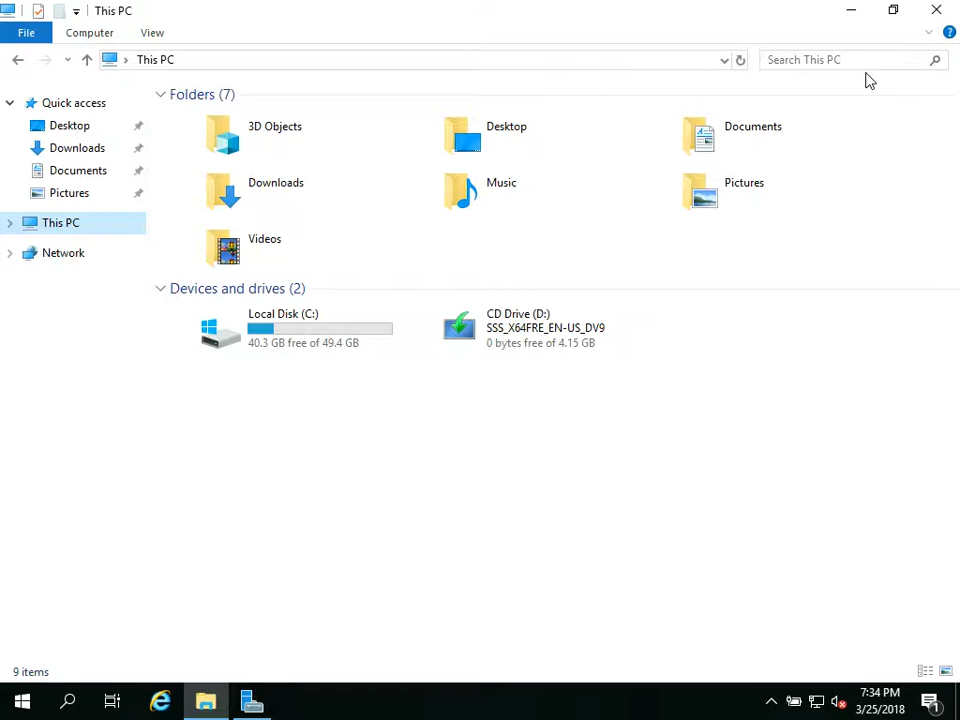 This PC
File
Computer
View
This PC
Search This PC
Quick access
Desktop
Downloads
Documents
Pictures
This PC
Network
Folders (7)
3D Objects
Desktop
Documents
Downloads
Music
Pictures
Videos
Devices and drives (2)
Local Disk (C:)
40.3 GB free of 49.4 GB
CD Drive (D:)
SSS_X64FRE_EN-US_DV9
0 bytes free of 4.15 GB
9 items
7:34 PM
3/25/2018
1